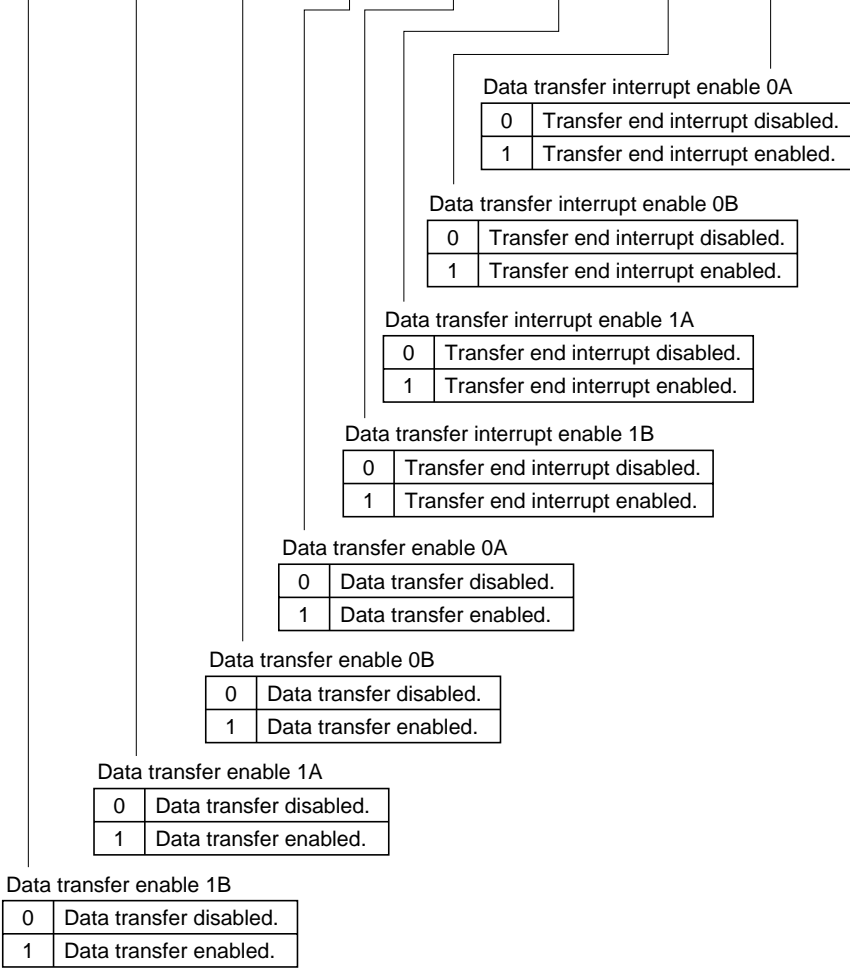 Data transfer interrupt enable 0A
0 Transfer end interrupt disabled.
1 Transfer end interrupt enabled.
Data transfer interrupt enable 0B
0 Transfer end interrupt disabled.
1 Transfer end interrupt enabled.
Data transfer interrupt enable 1A
0 Transfer end interrupt disabled.
1 Transfer end interrupt enabled.
Data transfer interrupt enable 1B
0 Transfer end interrupt disabled.
1 Transfer end interrupt enabled.
Data transfer enable 0A
0 Data transfer disabled.
1 Data transfer enabled.
Data transfer enable 0B
0 Data transfer disabled.
1 Data transfer enabled.
Data transfer enable 1A
0 Data transfer disabled.
1 Data transfer enabled.
Data transfer enable 1B
0 Data transfer disabled.
1 Data transfer enabled.